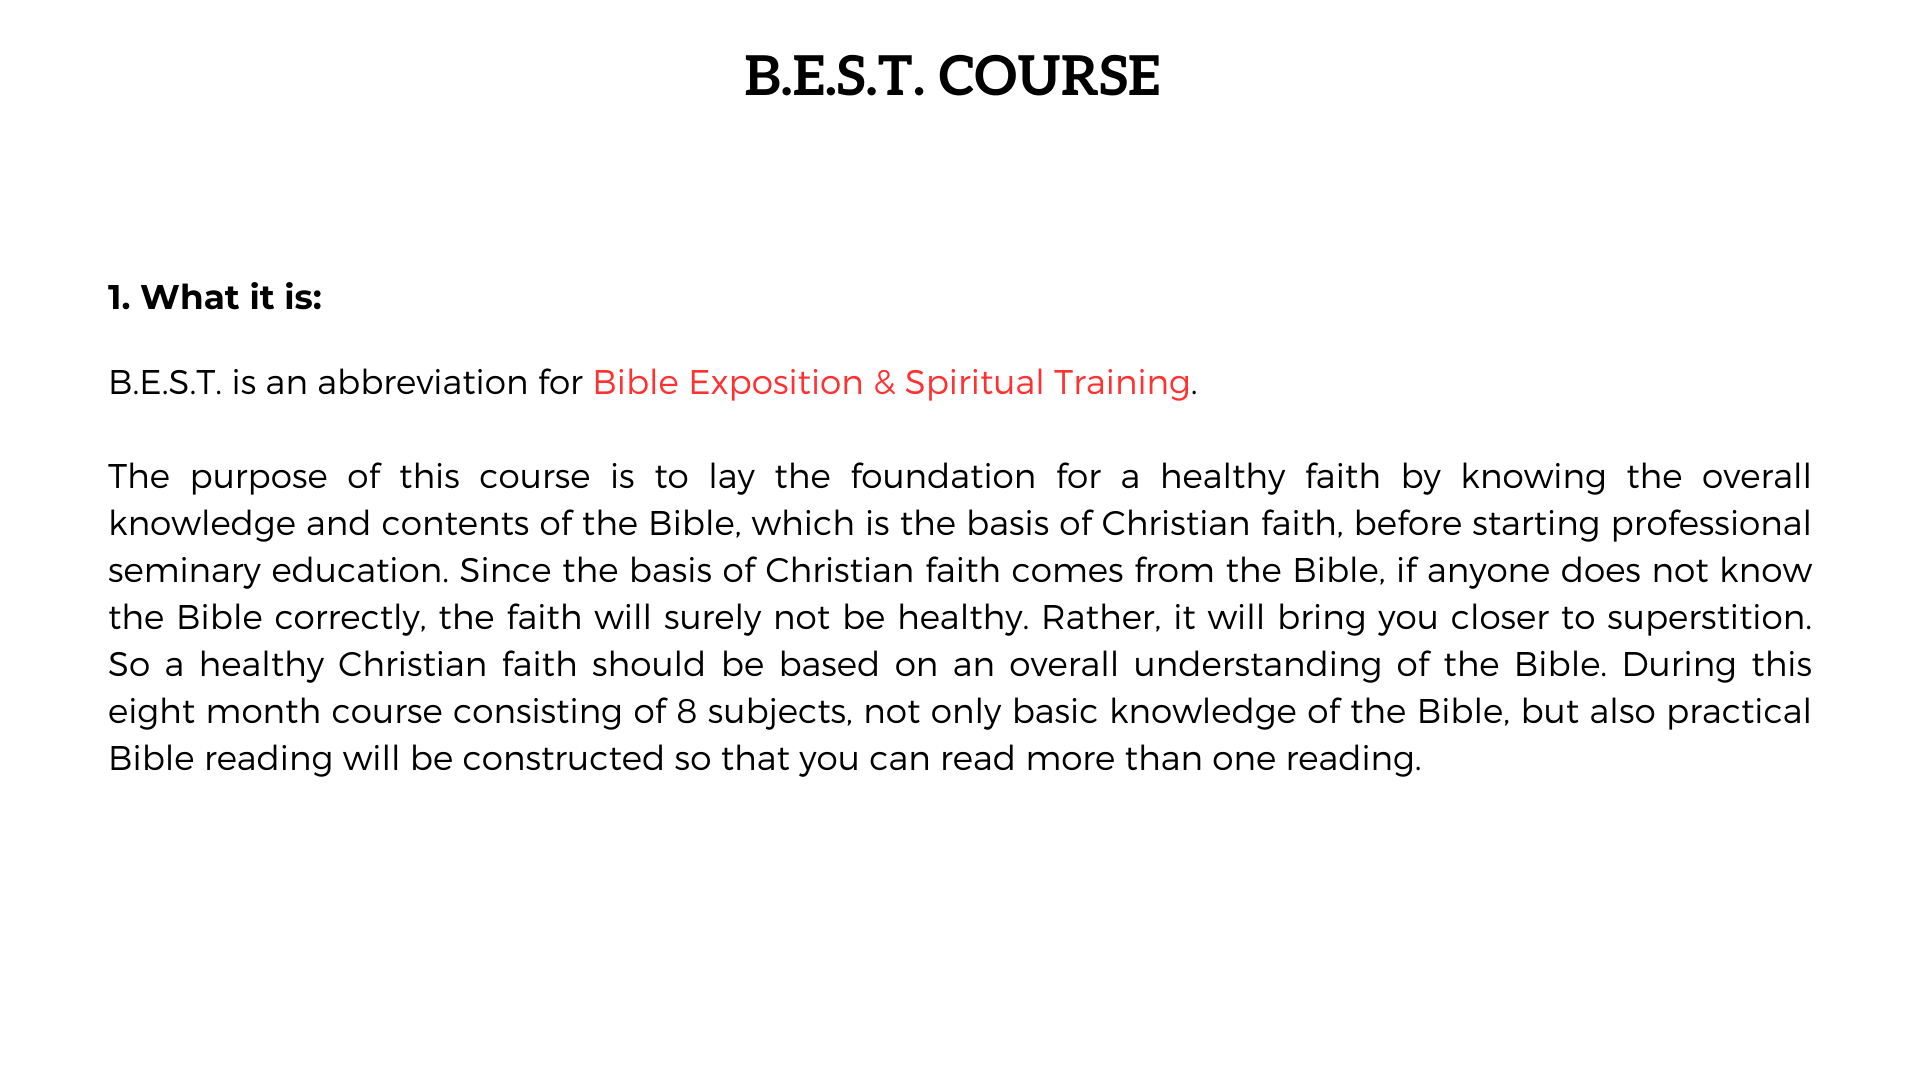 B.E.S.T. COURSE
1. What it is:
B.E.S.T. is an abbreviation for Bible Exposition & Spiritual Training.
The purpose of this course is to lay the foundation for a healthy faith by knowing the overall
knowledge and contents of the Bible, which is the basis of Christian faith, before starting professional
seminary education. Since the basis of Christian faith comes from the Bible, if anyone does not know
the Bible correctly, the faith will surely not be healthy. Rather, it will bring you closer to superstition.
So a healthy Christian faith should be based on an overall understanding of the Bible. During this
eight month course consisting of 8 subjects, not only basic knowledge of the Bible, but also practical
Bible reading will be constructed so that you can read more than one reading.